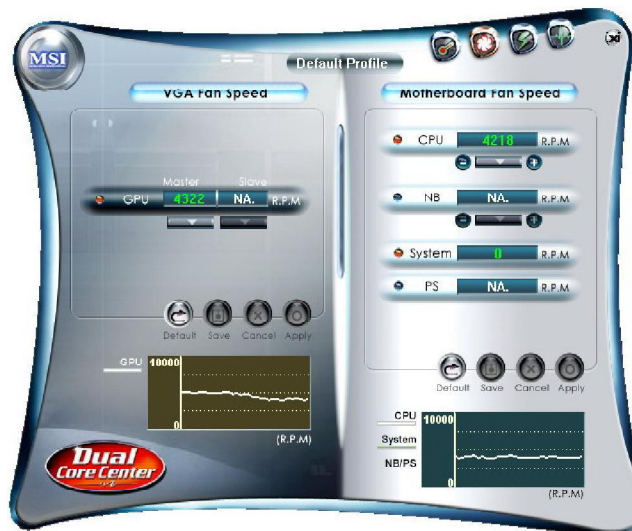 MSI
Default Profile
VGA Fan Speed
Master Slave
GPU 4322 NA. R.P.M
Default Save Cancel Apply
GPU 10000
0
(R.P.M)
Dual
Core Center
Motherboard Fan Speed
CPU 4218 R.P.M
NB NA. R.P.M
System 0 R.P.M
PS NA. R.P.M
Default Save Cancel Apply
CPU 10000
System
NB/PS
0
(R.P.M)